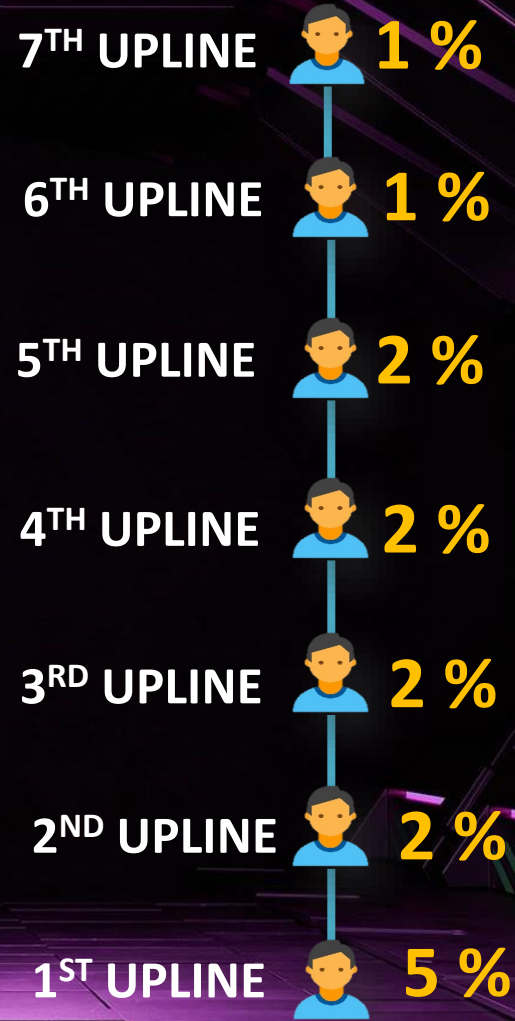 7TH UPLINE 1 %
6TH UPLINE 1 %
5TH UPLINE 2 %
4TH UPLINE 2 %
3RD UPLINE 2 %
2ND UPLINE 2 %
1ST UPLINE 5 %